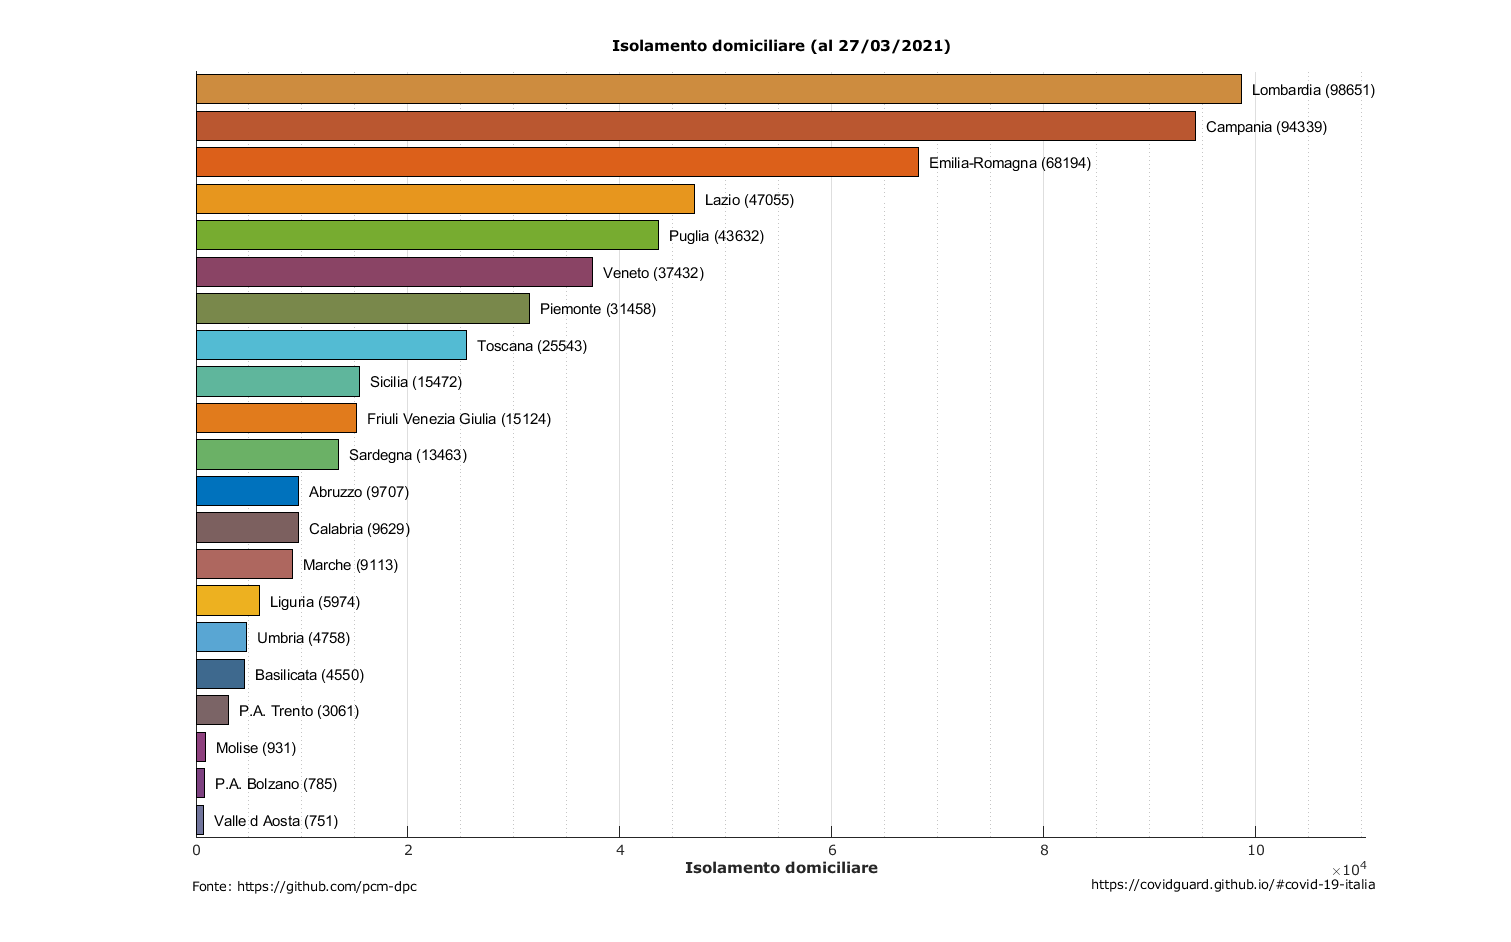 Isolamento domiciliare (al 27/03/2021)
Lombardia (98651)
Campania (94339)
Emilia-Romagna (68194)
Lazio (47055)
Puglia (43632)
Veneto (37432)
Piemonte (31458)
Toscana (25543)
Sicilia (15472)
Friuli Venezia Giulia (15124)
Sardegna (13463)
Abruzzo (9707)
Calabria (9629)
Marche (9113)
Liguria (5974)
Umbria (4758)
Basilicata (4550)
P.A. Trento (3061)
Molise (931)
P.A. Bolzano (785)
Valle d Aosta (751)
0 2 4 6 8 10
×10⁴
Isolamento domiciliare
Fonte: https://github.com/pcm-dpc
https://covidguard.github.io/#covid-19-italia